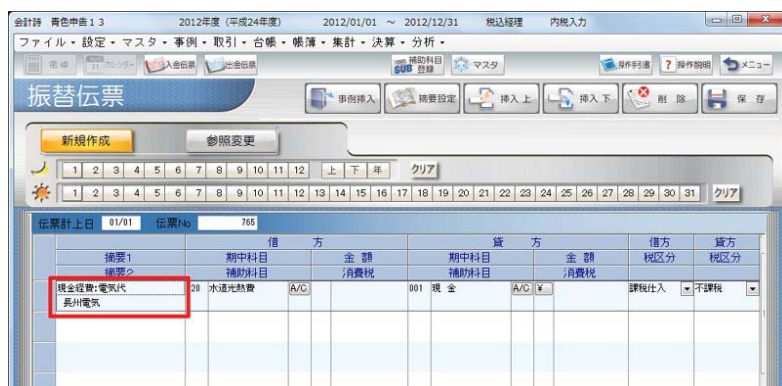 会計詩 青色申告13 2012年度（平成24年度） 2012/01/01 ～ 2012/12/31 税込経理 内税入力
ファイル・設定・マスタ・事例・取引・台帳・帳簿・集計・決算・分析・
電卓 カレンダー 入金伝票 出金伝票 SUB 補助科目登録 マスタ 操作手引書 ? 操作説明 メニュー
振替伝票 事例挿入 摘要設定 挿入上 挿入下 削除 保存
新規作成 参照変更
1 2 3 4 5 6 7 8 9 10 11 12 上 下 年 クリア
1 2 3 4 5 6 7 8 9 10 11 12 13 14 15 16 17 18 19 20 21 22 23 24 25 26 27 28 29 30 31 クリア
伝票計上日 01/01 伝票No 765
借方 貸方 借方 貸方
摘要1 期中科目 金額 期中科目 金額 税区分 税区分
摘要2 補助科目 消費税 補助科目 消費税
現金経費:電気代 20 水道光熱費 A/C 001 現金 A/C ¥ 課税仕入 不課税
長州電気